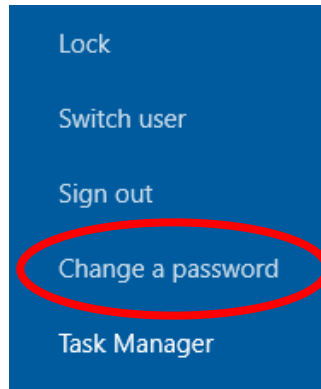 Lock
Switch user
Sign out
Change a password
Task Manager